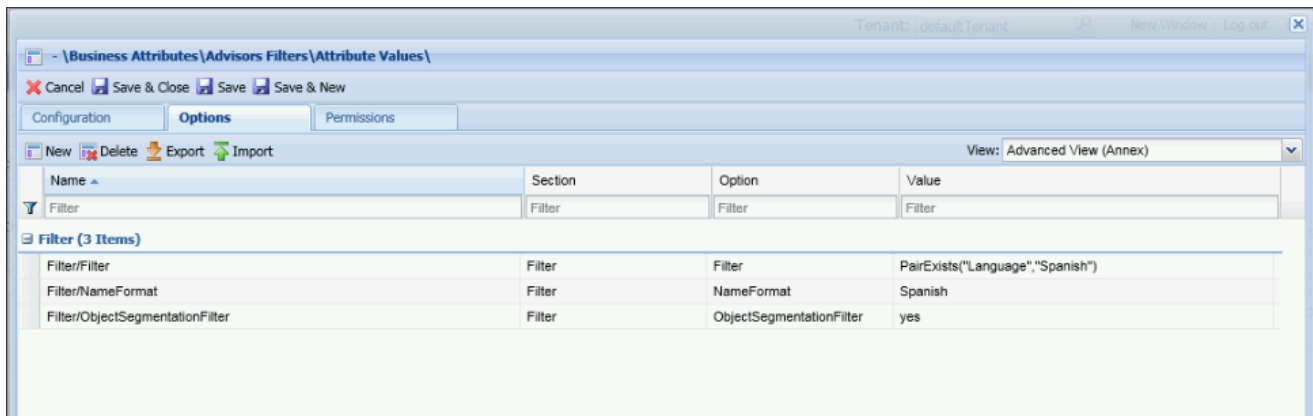 Tenant: defaultTenant New Window | Log out
- \Business Attributes\Advisors Filters\Attribute Values\
Cancel Save & Close Save Save & New
Configuration Options Permissions
New Delete Export Import View: Advanced View (Annex)
Name Section Option Value
Filter Filter Filter Filter
Filter (3 Items)
Filter/Filter Filter Filter PairExists("Language","Spanish")
Filter/NameFormat Filter NameFormat Spanish
Filter/ObjectSegmentationFilter Filter ObjectSegmentationFilter yes